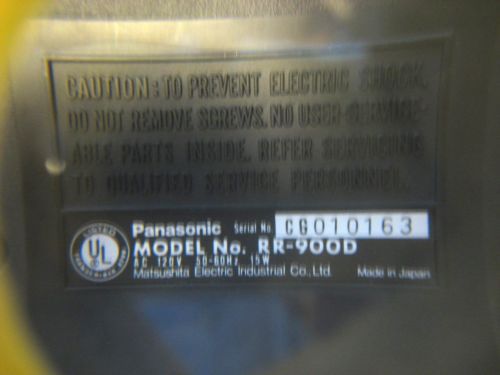 CAUTION: TO PREVENT ELECTRIC SHOCK,
DO NOT REMOVE SCREWS. NO USER-SERVICE-
ABLE PARTS INSIDE. REFER SERVICING
TO QUALIFIED SERVICE PERSONNEL.
LISTED
UL
Panasonic Serial No. CG010163
MODEL No. RR-900D
AC 120V 50-60Hz 15W
Matsushita Electric Industrial Co., Ltd. Made in Japan